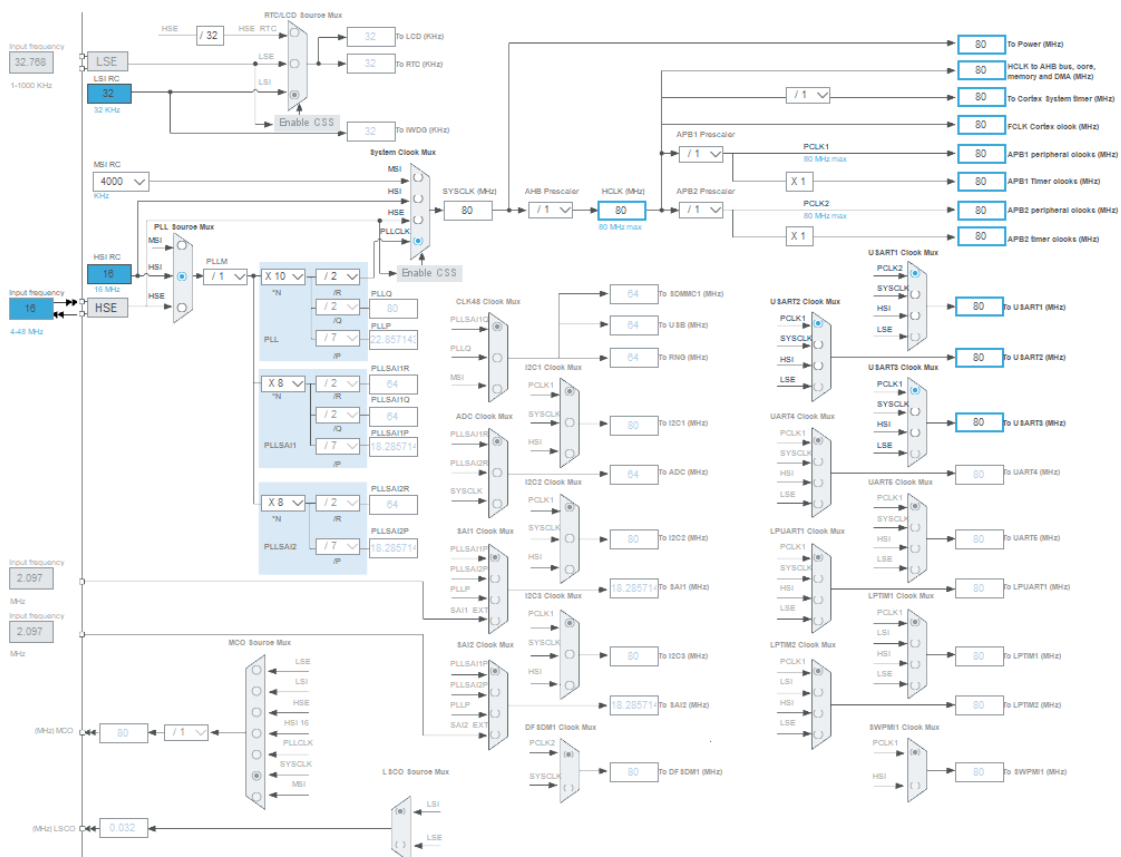 RTC/LCD Source Mux
HSE
/ 32
HSE_RTC
32
To LCD (KHz)
Input frequency
32.768
1-1000 KHz
LSE
LSE
32
To RTC (KHz)
LSI RC
32
32 KHz
LSI
Enable CSS
32
To IWDG (KHz)
System Clock Mux
MSI RC
4000
KHz
MSI
HSI
HSE
PLLCLK
Enable CSS
SYSCLK (MHz)
80
AHB Prescaler
/ 1
HCLK (MHz)
80
80 MHz max
80
To Power (MHz)
80
HCLK to AHB bus, core,
memory and DMA (MHz)
/ 1
80
To Cortex System timer (MHz)
80
FCLK Cortex clock (MHz)
APB1 Prescaler
/ 1
PCLK1
80 MHz max
80
APB1 peripheral clocks (MHz)
X 1
80
APB1 Timer clocks (MHz)
APB2 Prescaler
/ 1
PCLK2
80 MHz max
80
APB2 peripheral clocks (MHz)
X 1
80
APB2 timer clocks (MHz)
PLL Source Mux
MSI
HSI
HSE
HSI RC
16
16 MHz
Input frequency
16
4-48 MHz
HSE
PLLM
/ 1
X 10
*N
/ 2
/R
PLLQ
/ 2
80
/Q
PLLP
/ 7
22.857143
/P
PLL
X 8
*N
PLLSAI1R
/ 2
64
/R
PLLSAI1Q
/ 2
64
/Q
PLLSAI1P
/ 7
18.285714
/P
PLLSAI1
X 8
*N
PLLSAI2R
/ 2
64
/R
PLLSAI2P
/ 7
18.285714
/P
PLLSAI2
CLK48 Clock Mux
PLLSAI1Q
PLLQ
MSI
64
To SDMMC1 (MHz)
64
To USB (MHz)
64
To RNG (MHz)
I2C1 Clock Mux
PCLK1
SYSCLK
HSI
80
To I2C1 (MHz)
ADC Clock Mux
PLLSAI1R
PLLSAI2R
SYSCLK
64
To ADC (MHz)
I2C2 Clock Mux
PCLK1
SYSCLK
HSI
80
To I2C2 (MHz)
SAI1 Clock Mux
PLLSAI1P
PLLSAI2P
PLLP
SAI1_EXT
18.285714
To SAI1 (MHz)
I2C3 Clock Mux
PCLK1
SYSCLK
HSI
80
To I2C3 (MHz)
SAI2 Clock Mux
PLLSAI1P
PLLSAI2P
PLLP
SAI2_EXT
18.285714
To SAI2 (MHz)
DFSDM1 Clock Mux
PCLK2
SYSCLK
80
To DFSDM1 (MHz)
USART1 Clock Mux
PCLK2
SYSCLK
HSI
LSE
80
To USART1 (MHz)
USART2 Clock Mux
PCLK1
SYSCLK
HSI
LSE
80
To USART2 (MHz)
USART3 Clock Mux
PCLK1
SYSCLK
HSI
LSE
80
To USART3 (MHz)
UART4 Clock Mux
PCLK1
SYSCLK
HSI
LSE
80
To UART4 (MHz)
UART5 Clock Mux
PCLK1
SYSCLK
HSI
LSE
80
To UART5 (MHz)
LPUART1 Clock Mux
PCLK1
SYSCLK
HSI
LSE
80
To LPUART1 (MHz)
LPTIM1 Clock Mux
PCLK1
LSI
HSI
LSE
80
To LPTIM1 (MHz)
LPTIM2 Clock Mux
PCLK1
LSI
HSI
LSE
80
To LPTIM2 (MHz)
SWPMI1 Clock Mux
PCLK1
HSI
80
To SWPMI1 (MHz)
Input frequency
2.097
MHz
Input frequency
2.097
MHz
MCO Source Mux
LSE
LSI
HSE
HSI 16
PLLCLK
SYSCLK
MSI
(MHz) MCO
80
/ 1
LSCO Source Mux
LSI
LSE
(MHz) LSCO
0.032